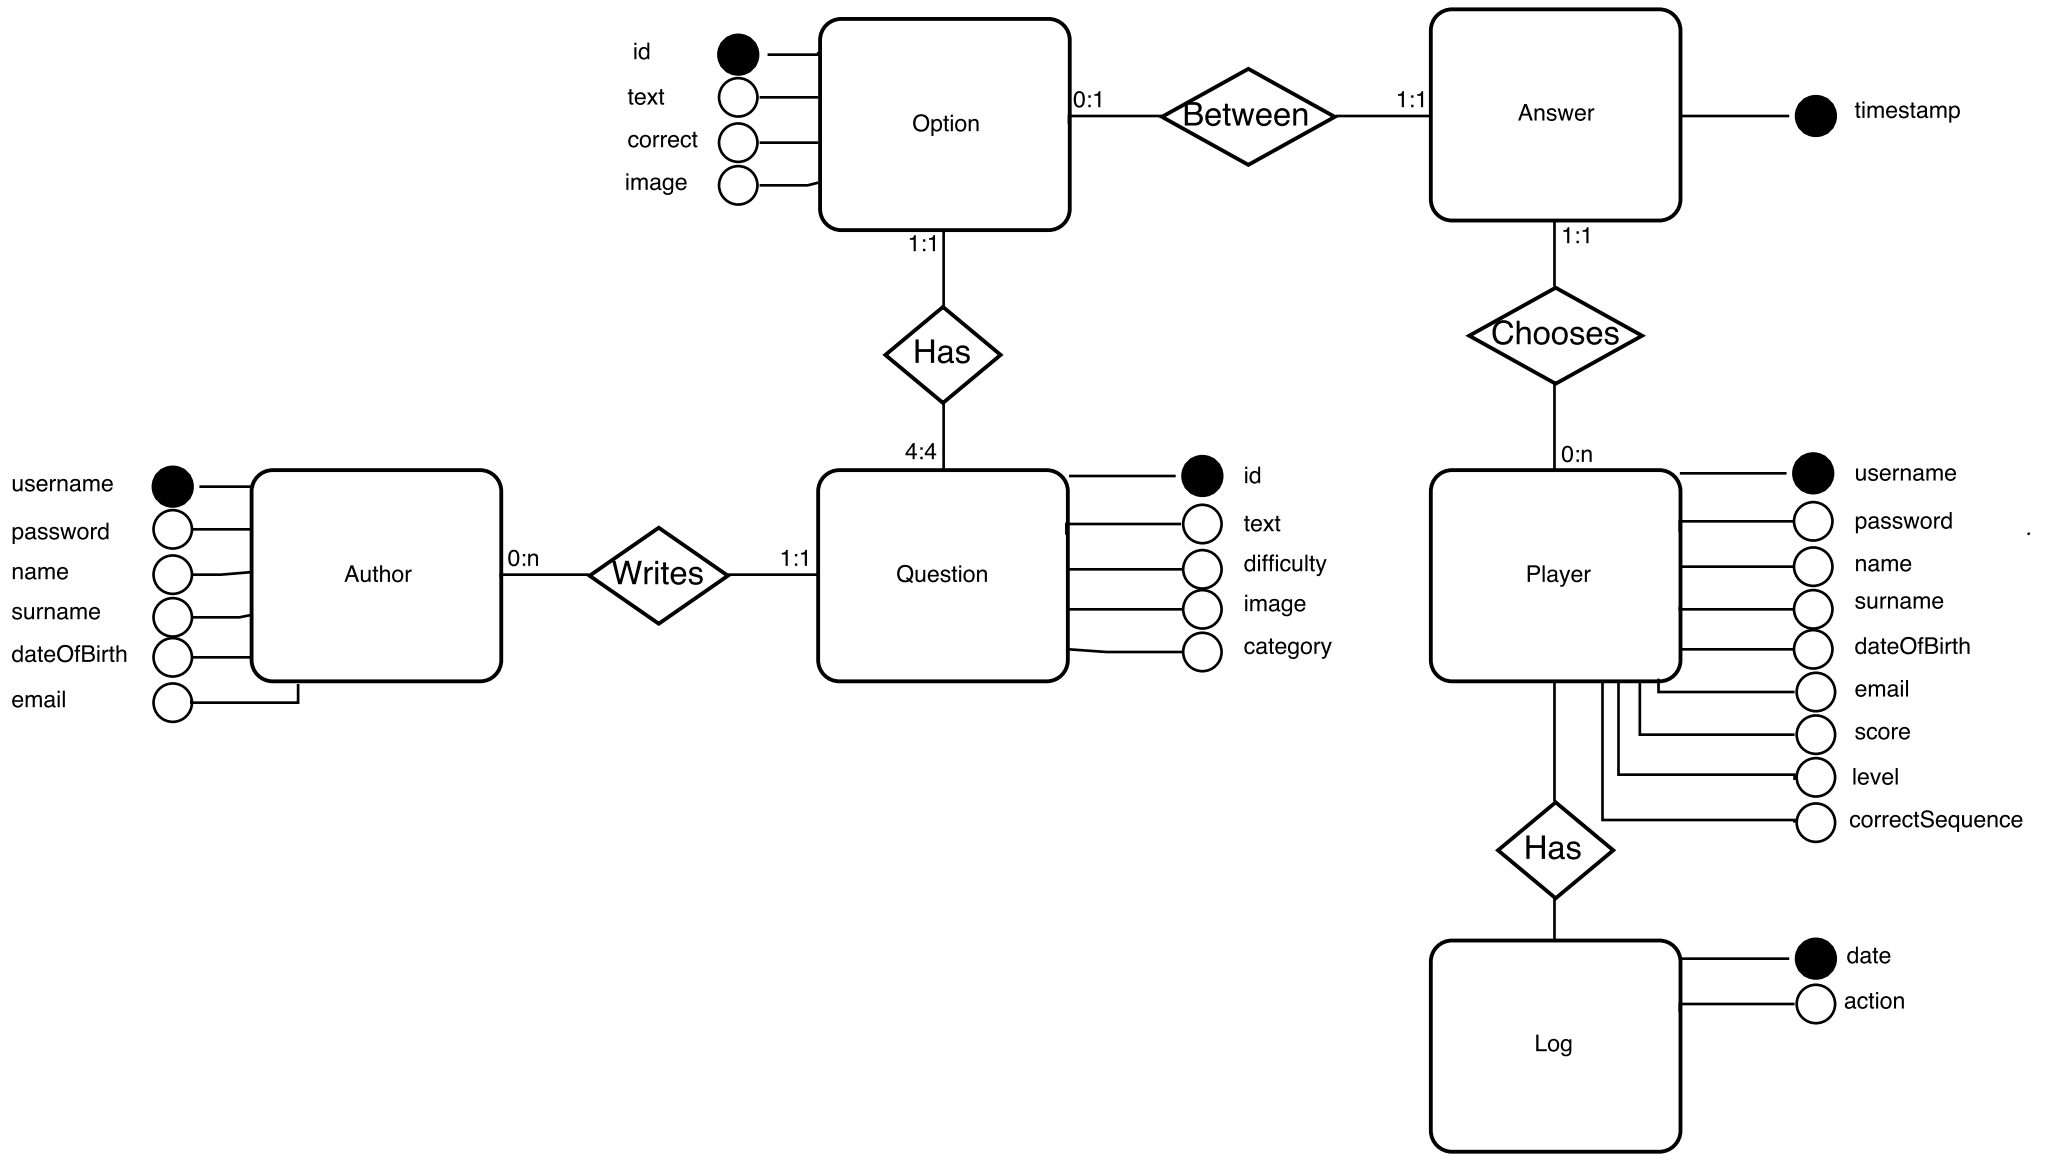 id
text
correct
image
Option
0:1
Between
1:1
Answer
timestamp
1:1
Has
4:4
1:1
Chooses
0:n
username
password
name
surname
dateOfBirth
email
Author
0:n
Writes
1:1
Question
id
text
difficulty
image
category
Player
username
password
name
surname
dateOfBirth
email
score
level
correctSequence
Has
Log
date
action